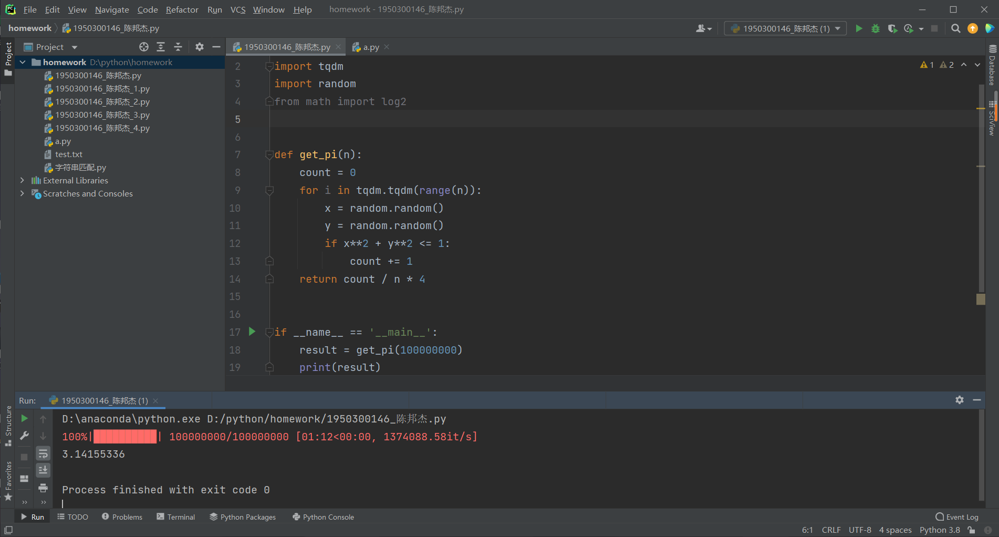 File Edit View Navigate Code Refactor Run VCS Window Help homework - 1950300146_陈邦杰.py
homework 1950300146_陈邦杰.py
1950300146_陈邦杰 (1)
Project
Project
1950300146_陈邦杰.py
a.py
homework D:\python\homework
1950300146_陈邦杰.py
1950300146_陈邦杰_1.py
1950300146_陈邦杰_2.py
1950300146_陈邦杰_3.py
1950300146_陈邦杰_4.py
a.py
test.txt
字符串匹配.py
External Libraries
Scratches and Consoles
1 2
2 import tqdm
3 import random
4 from math import log2
5
6
7 def get_pi(n):
8 count = 0
9 for i in tqdm.tqdm(range(n)):
10 x = random.random()
11 y = random.random()
12 if x**2 + y**2 <= 1:
13 count += 1
14 return count / n * 4
15
16
17 if __name__ == '__main__':
18 result = get_pi(100000000)
19 print(result)
Database
SciView
Structure
Favorites
Run: 1950300146_陈邦杰 (1)
D:\anaconda\python.exe D:/python/homework/1950300146_陈邦杰.py
100%|██████████| 100000000/100000000 [01:12<00:00, 1374088.58it/s]
3.14155336
Process finished with exit code 0
Run TODO Problems Terminal Python Packages Python Console Event Log
6:1 CRLF UTF-8 4 spaces Python 3.8